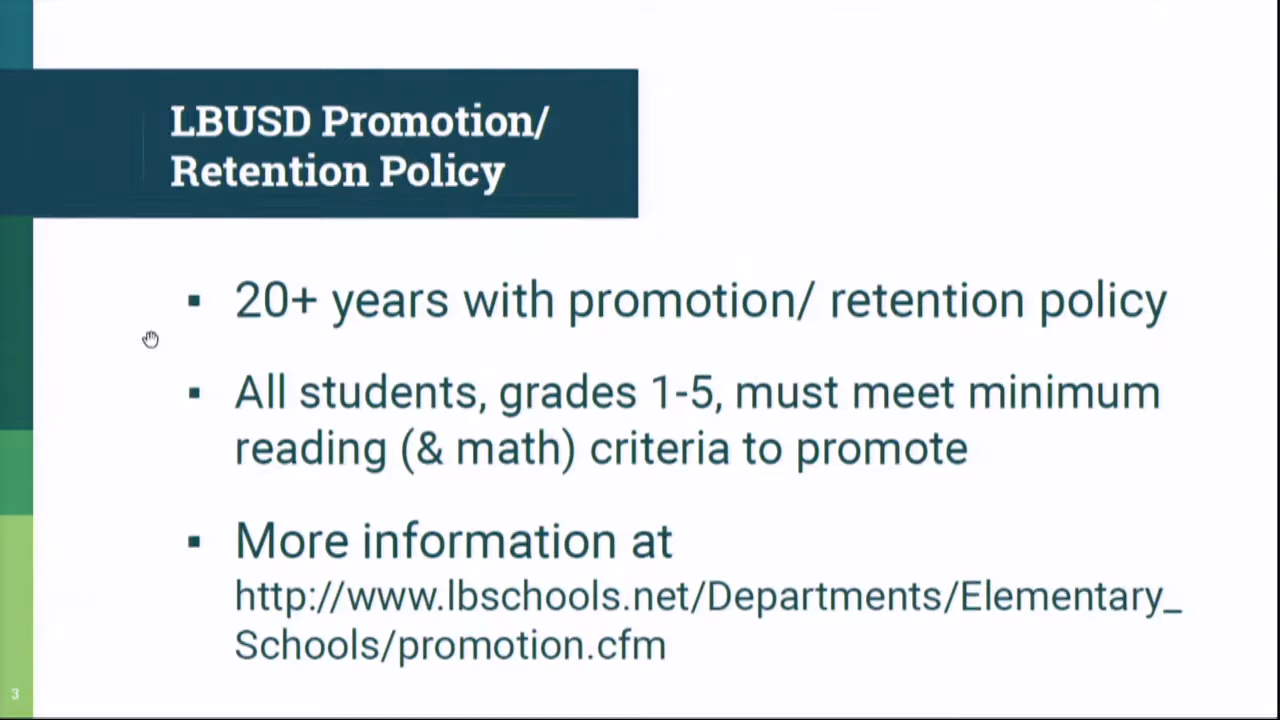 LBUSD Promotion/
Retention Policy
▪ 20+ years with promotion/ retention policy
▪ All students, grades 1-5, must meet minimum
reading (& math) criteria to promote
▪ More information at
http://www.lbschools.net/Departments/Elementary_
Schools/promotion.cfm
3